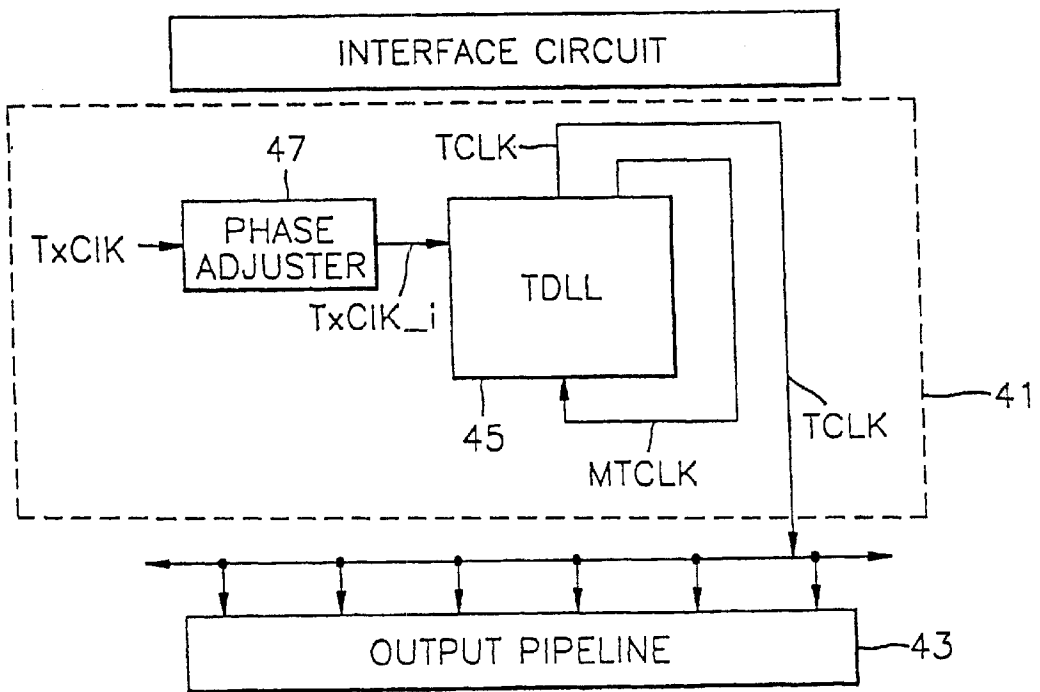 INTERFACE CIRCUIT
TCLK
47
TxClK
PHASE
ADJUSTER
TxClK_i
TDLL
45
MTCLK
TCLK
41
OUTPUT PIPELINE
43